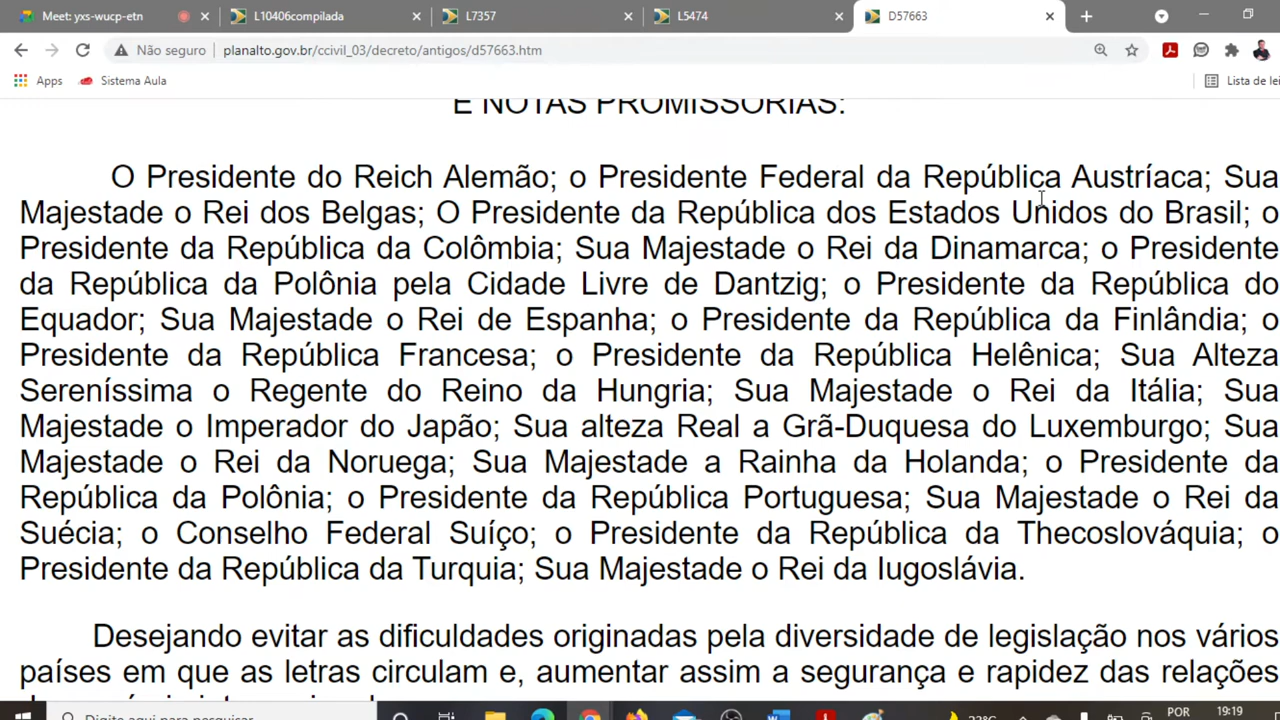 Meet: yxs-wucp-etn
L10406compilada
L7357
L5474
D57663
Não seguro
planalto.gov.br/ccivil_03/decreto/antigos/d57663.htm
Apps
Sistema Aula
Lista de lei
E NOTAS PROMISSÓRIAS:
O Presidente do Reich Alemão; o Presidente Federal da República Austríaca; Sua
Majestade o Rei dos Belgas; O Presidente da República dos Estados Unidos do Brasil; o
Presidente da República da Colômbia; Sua Majestade o Rei da Dinamarca; o Presidente
da República da Polônia pela Cidade Livre de Dantzig; o Presidente da República do
Equador; Sua Majestade o Rei de Espanha; o Presidente da República da Finlândia; o
Presidente da República Francesa; o Presidente da República Helênica; Sua Alteza
Sereníssima o Regente do Reino da Hungria; Sua Majestade o Rei da Itália; Sua
Majestade o Imperador do Japão; Sua alteza Real a Grã-Duquesa do Luxemburgo; Sua
Majestade o Rei da Noruega; Sua Majestade a Rainha da Holanda; o Presidente da
República da Polônia; o Presidente da República Portuguesa; Sua Majestade o Rei da
Suécia; o Conselho Federal Suíço; o Presidente da República da Thecoslováquia; o
Presidente da República da Turquia; Sua Majestade o Rei da Iugoslávia.
Desejando evitar as dificuldades originadas pela diversidade de legislação nos vários
países em que as letras circulam e, aumentar assim a segurança e rapidez das relações
Digite aqui para pesquisar
POR
19:19